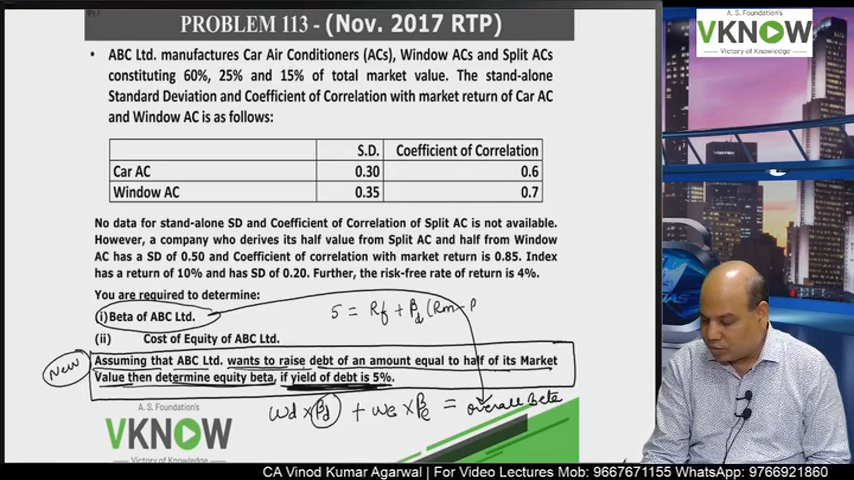 PROBLEM 113 - (Nov. 2017 RTP)
A. S. Foundation's
VKNOW
Victory of Knowledge
• ABC Ltd. manufactures Car Air Conditioners (ACs), Window ACs and Split ACs
constituting 60%, 25% and 15% of total market value. The stand-alone
Standard Deviation and Coefficient of Correlation with market return of Car AC
and Window AC is as follows:
S.D. Coefficient of Correlation
Car AC 0.30 0.6
Window AC 0.35 0.7
No data for stand-alone SD and Coefficient of Correlation of Split AC is not available.
However, a company who derives its half value from Split AC and half from Window
AC has a SD of 0.50 and Coefficient of correlation with market return is 0.85. Index
has a return of 10% and has SD of 0.20. Further, the risk-free rate of return is 4%.
You are required to determine:
(i) Beta of ABC Ltd.
5 = Rf + βd (Rm - R
(ii) Cost of Equity of ABC Ltd.
New
Assuming that ABC Ltd. wants to raise debt of an amount equal to half of its Market
Value then determine equity beta, if yield of debt is 5%.
Wd × βd + We × βe = overall Beta
A. S. Foundation's
VKNOW
Victory of Knowledge
CA Vinod Kumar Agarwal | For Video Lectures Mob: 9667671155 WhatsApp: 9766921860